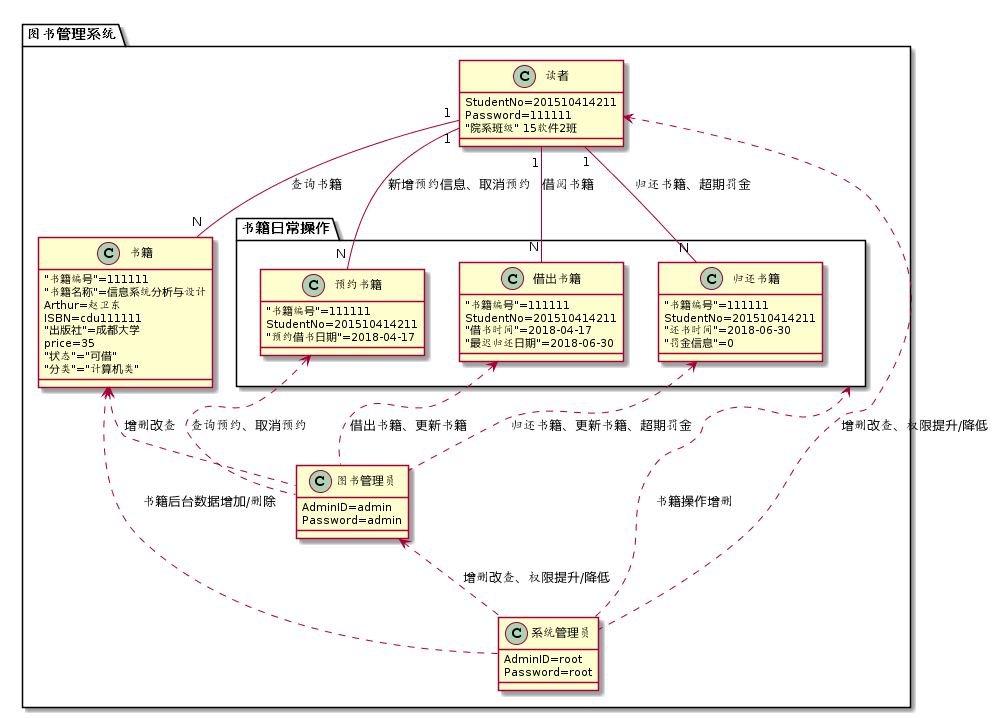 图书管理系统
C 读者
StudentNo=201510414211
Password=111111
"院系班级" 15软件2班
1
1
1
1
查询书籍
新增预约信息、取消预约
借阅书籍
归还书籍、超期罚金
N
N
N
N
书籍日常操作
C 书籍
"书籍编号"=111111
"书籍名称"=信息系统分析与设计
Arthur=赵卫东
ISBN=cdu111111
"出版社"=成都大学
price=35
"状态"="可借"
"分类"="计算机类"
C 预约书籍
"书籍编号"=111111
StudentNo=201510414211
"预约借书日期"=2018-04-17
C 借出书籍
"书籍编号"=111111
StudentNo=201510414211
"借书时间"=2018-04-17
"最迟归还日期"=2018-06-30
C 归还书籍
"书籍编号"=111111
StudentNo=201510414211
"还书时间"=2018-06-30
"罚金信息"=0
增删改查
查询预约、取消预约
借出书籍、更新书籍
归还书籍、更新书籍、超期罚金
增删改查、权限提升/降低
C 图书管理员
AdminID=admin
Password=admin
书籍后台数据增加/删除
书籍操作增删
增删改查、权限提升/降低
C 系统管理员
AdminID=root
Password=root